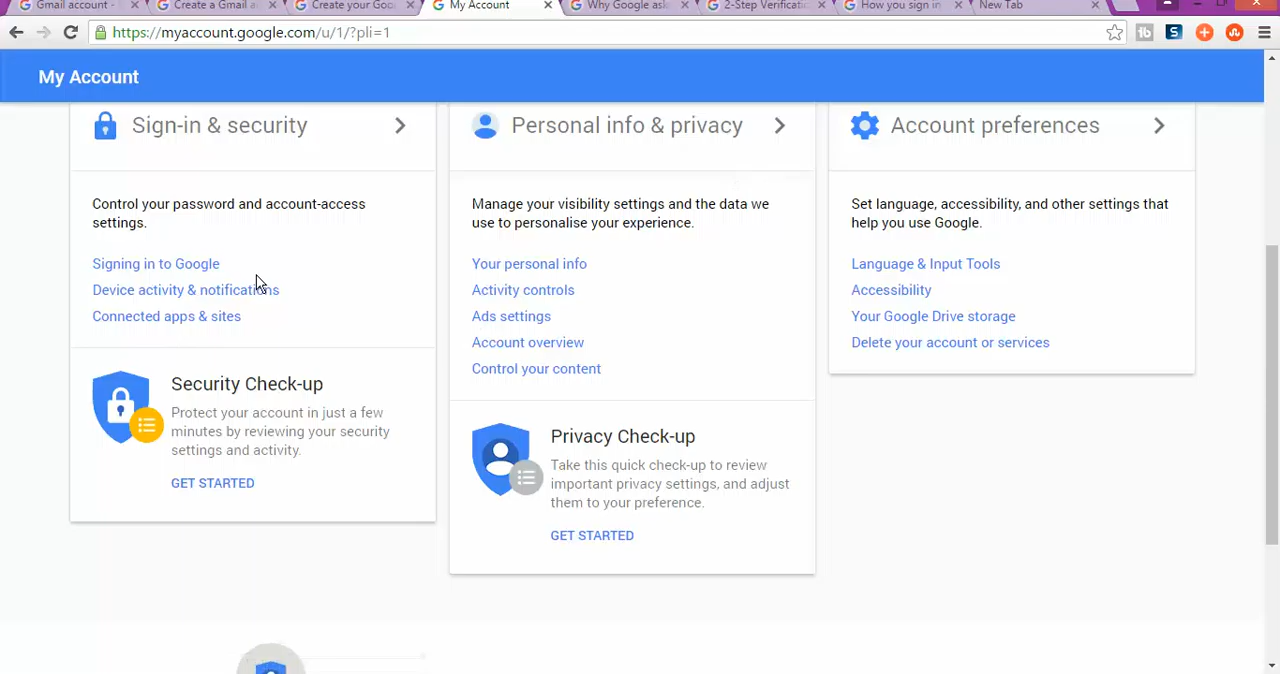 Gmail account -
Create a Gmail a
Create your Goo
My Account
Why Google ask
2-Step Verificati
How you sign in
New Tab
https://myaccount.google.com/u/1/?pli=1
My Account
Sign-in & security
Control your password and account-access
settings.
Signing in to Google
Device activity & notifications
Connected apps & sites
Security Check-up
Protect your account in just a few
minutes by reviewing your security
settings and activity.
GET STARTED
Personal info & privacy
Manage your visibility settings and the data we
use to personalise your experience.
Your personal info
Activity controls
Ads settings
Account overview
Control your content
Privacy Check-up
Take this quick check-up to review
important privacy settings, and adjust
them to your preference.
GET STARTED
Account preferences
Set language, accessibility, and other settings that
help you use Google.
Language & Input Tools
Accessibility
Your Google Drive storage
Delete your account or services